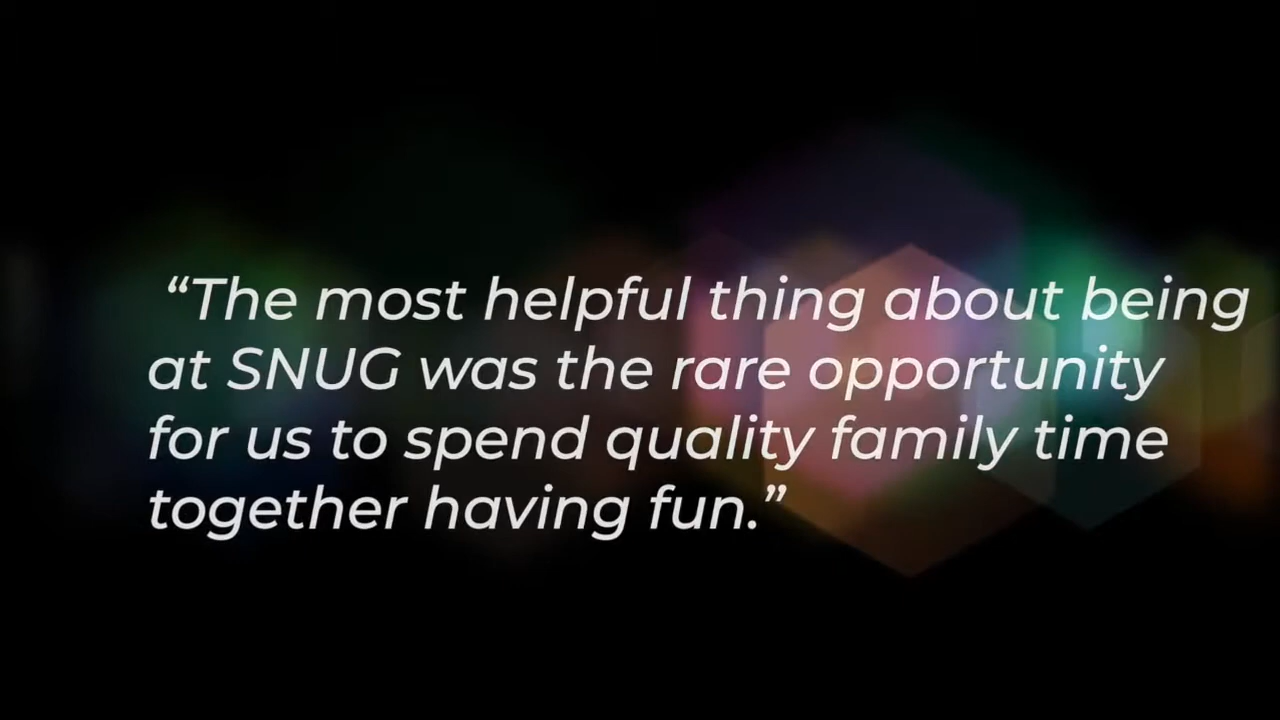 “The most helpful thing about being
at SNUG was the rare opportunity
for us to spend quality family time
together having fun.”